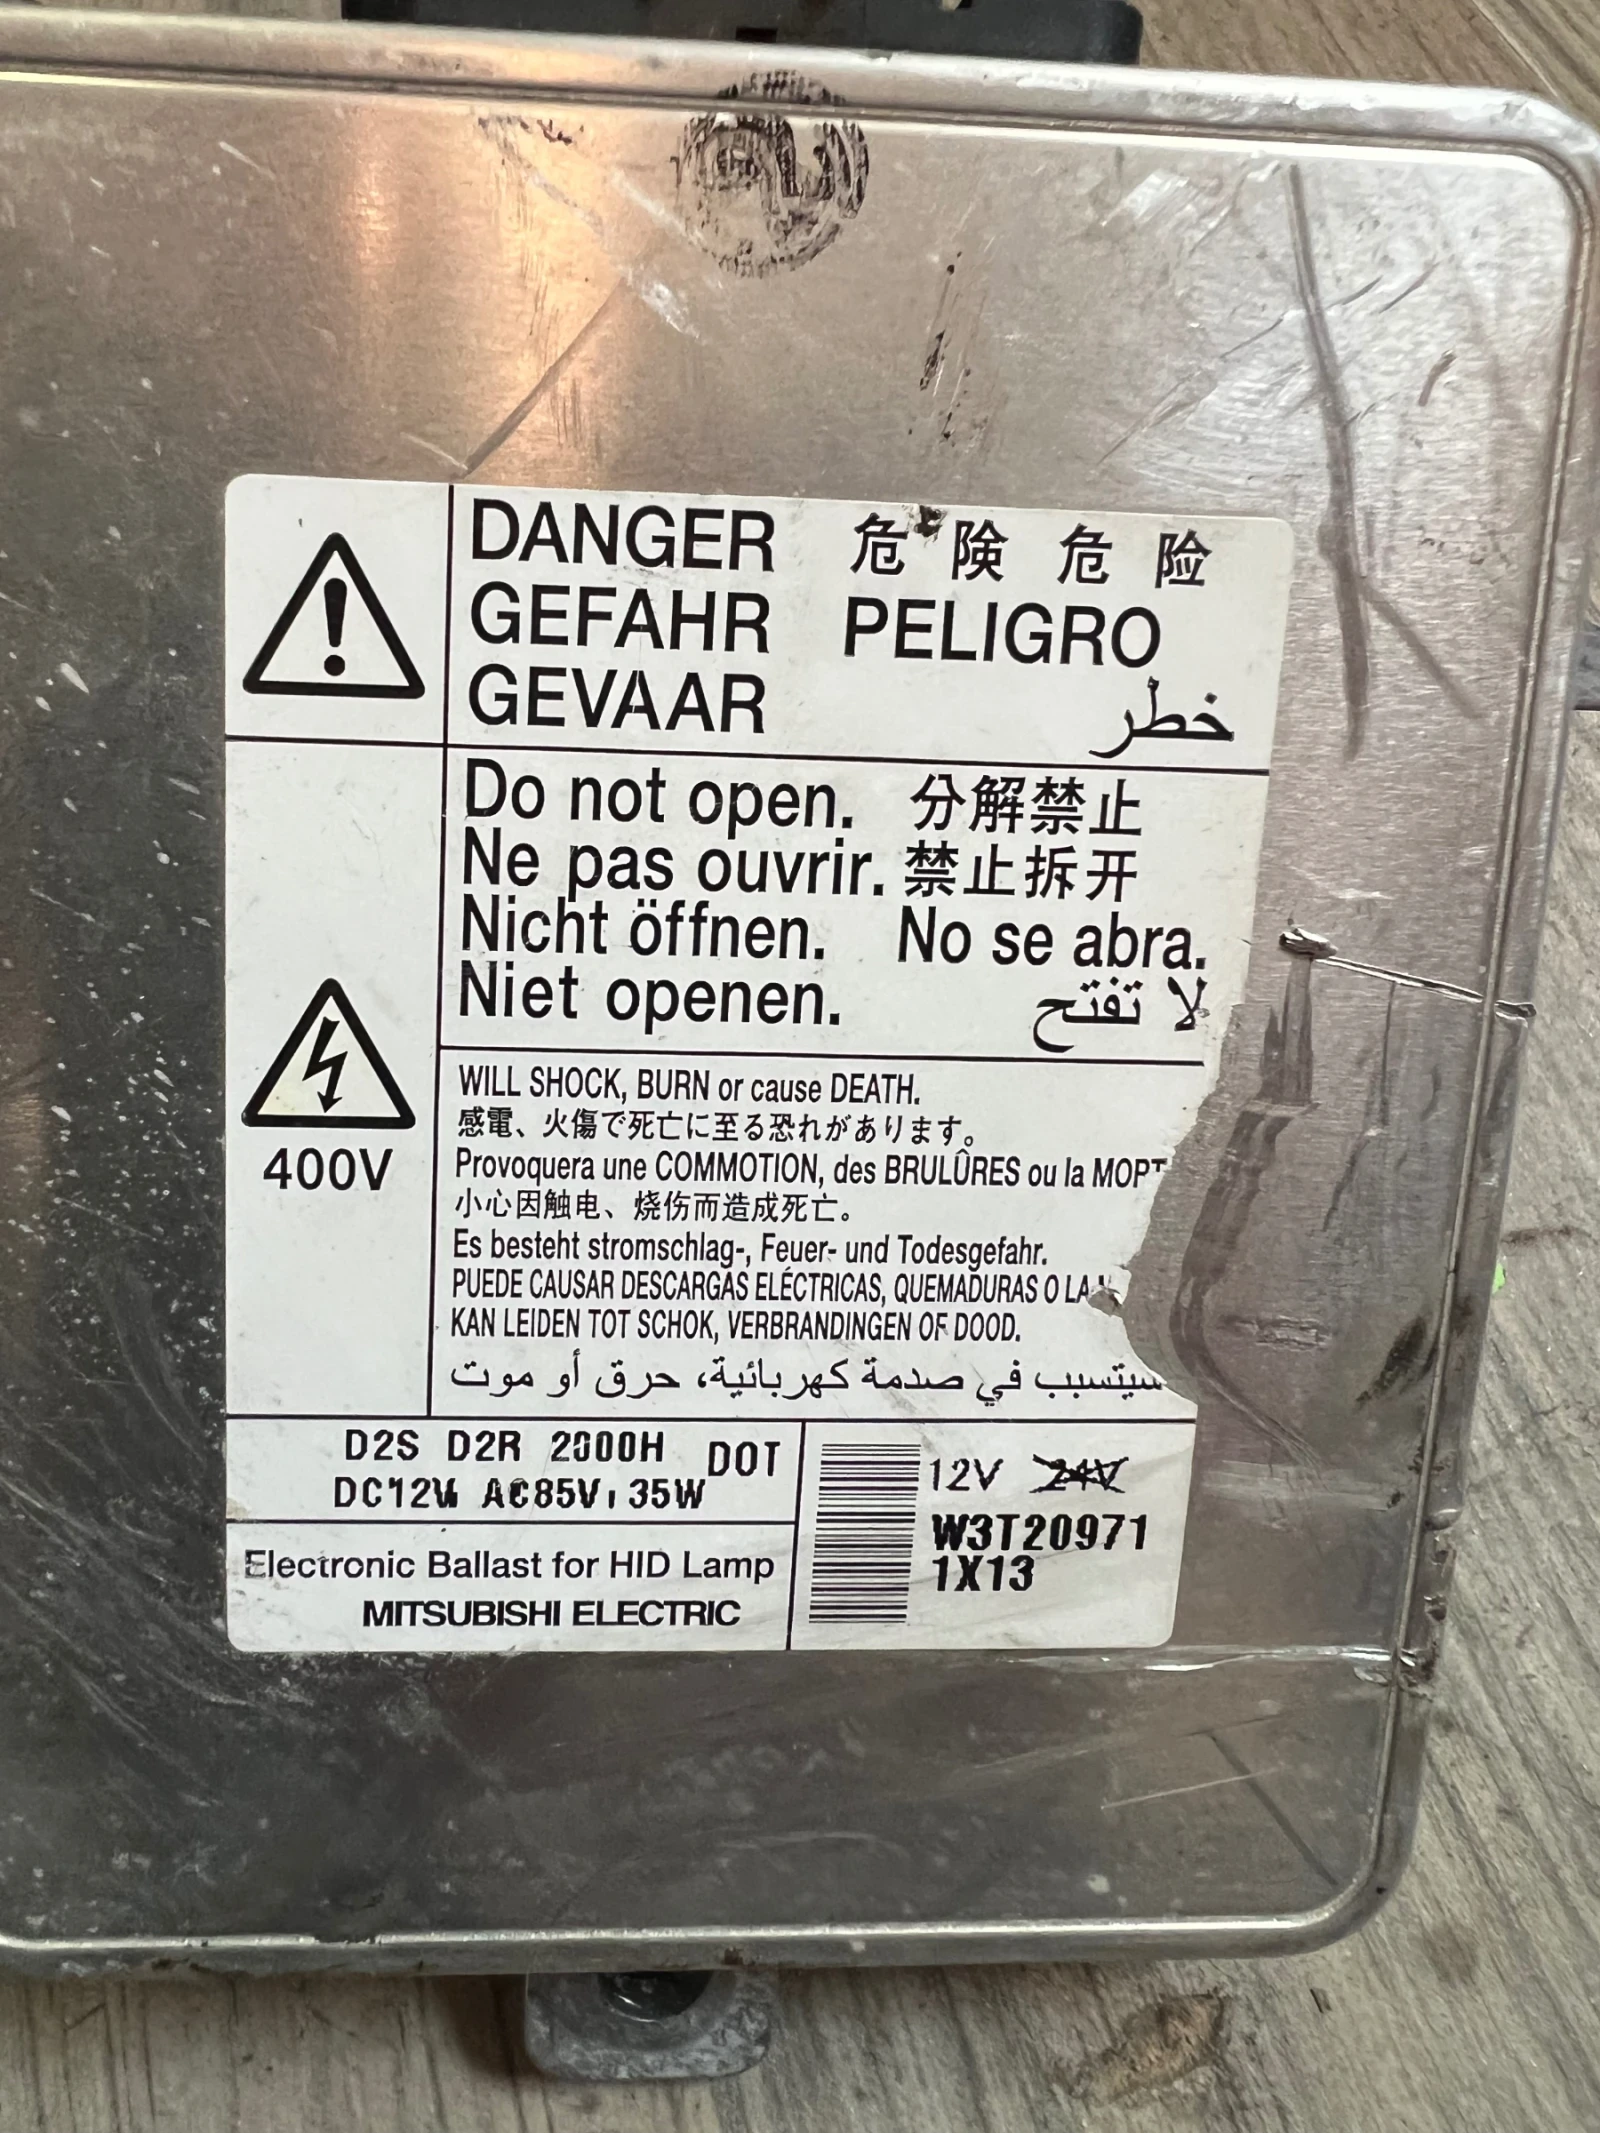 DANGER 危 険 危 险
GEFAHR PELIGRO
GEVAAR خطر
Do not open. 分解禁止
Ne pas ouvrir. 禁止拆开
Nicht öffnen. No se abra.
Niet openen. لا تفتح
400V
WILL SHOCK, BURN or cause DEATH.
感電、火傷で死亡に至る恐れがあります。
Provoquera une COMMOTION, des BRULÛRES ou la
小心因触电、烧伤而造成死亡。
Es besteht stromschlag-, Feuer- und Todesgefahr.
PUEDE CAUSAR DESCARGAS ELÉCTRICAS, QUEMADURAS O LA
KAN LEIDEN TOT SCHOK, VERBRANDINGEN OF DOOD.
سيتسبب في صدمة كهربائية، حرق أو موت
D2S D2R 2000H DOT
DC12V AC85V, 35W
Electronic Ballast for HID Lamp
MITSUBISHI ELECTRIC
12V 24V
W3T20971
1X13